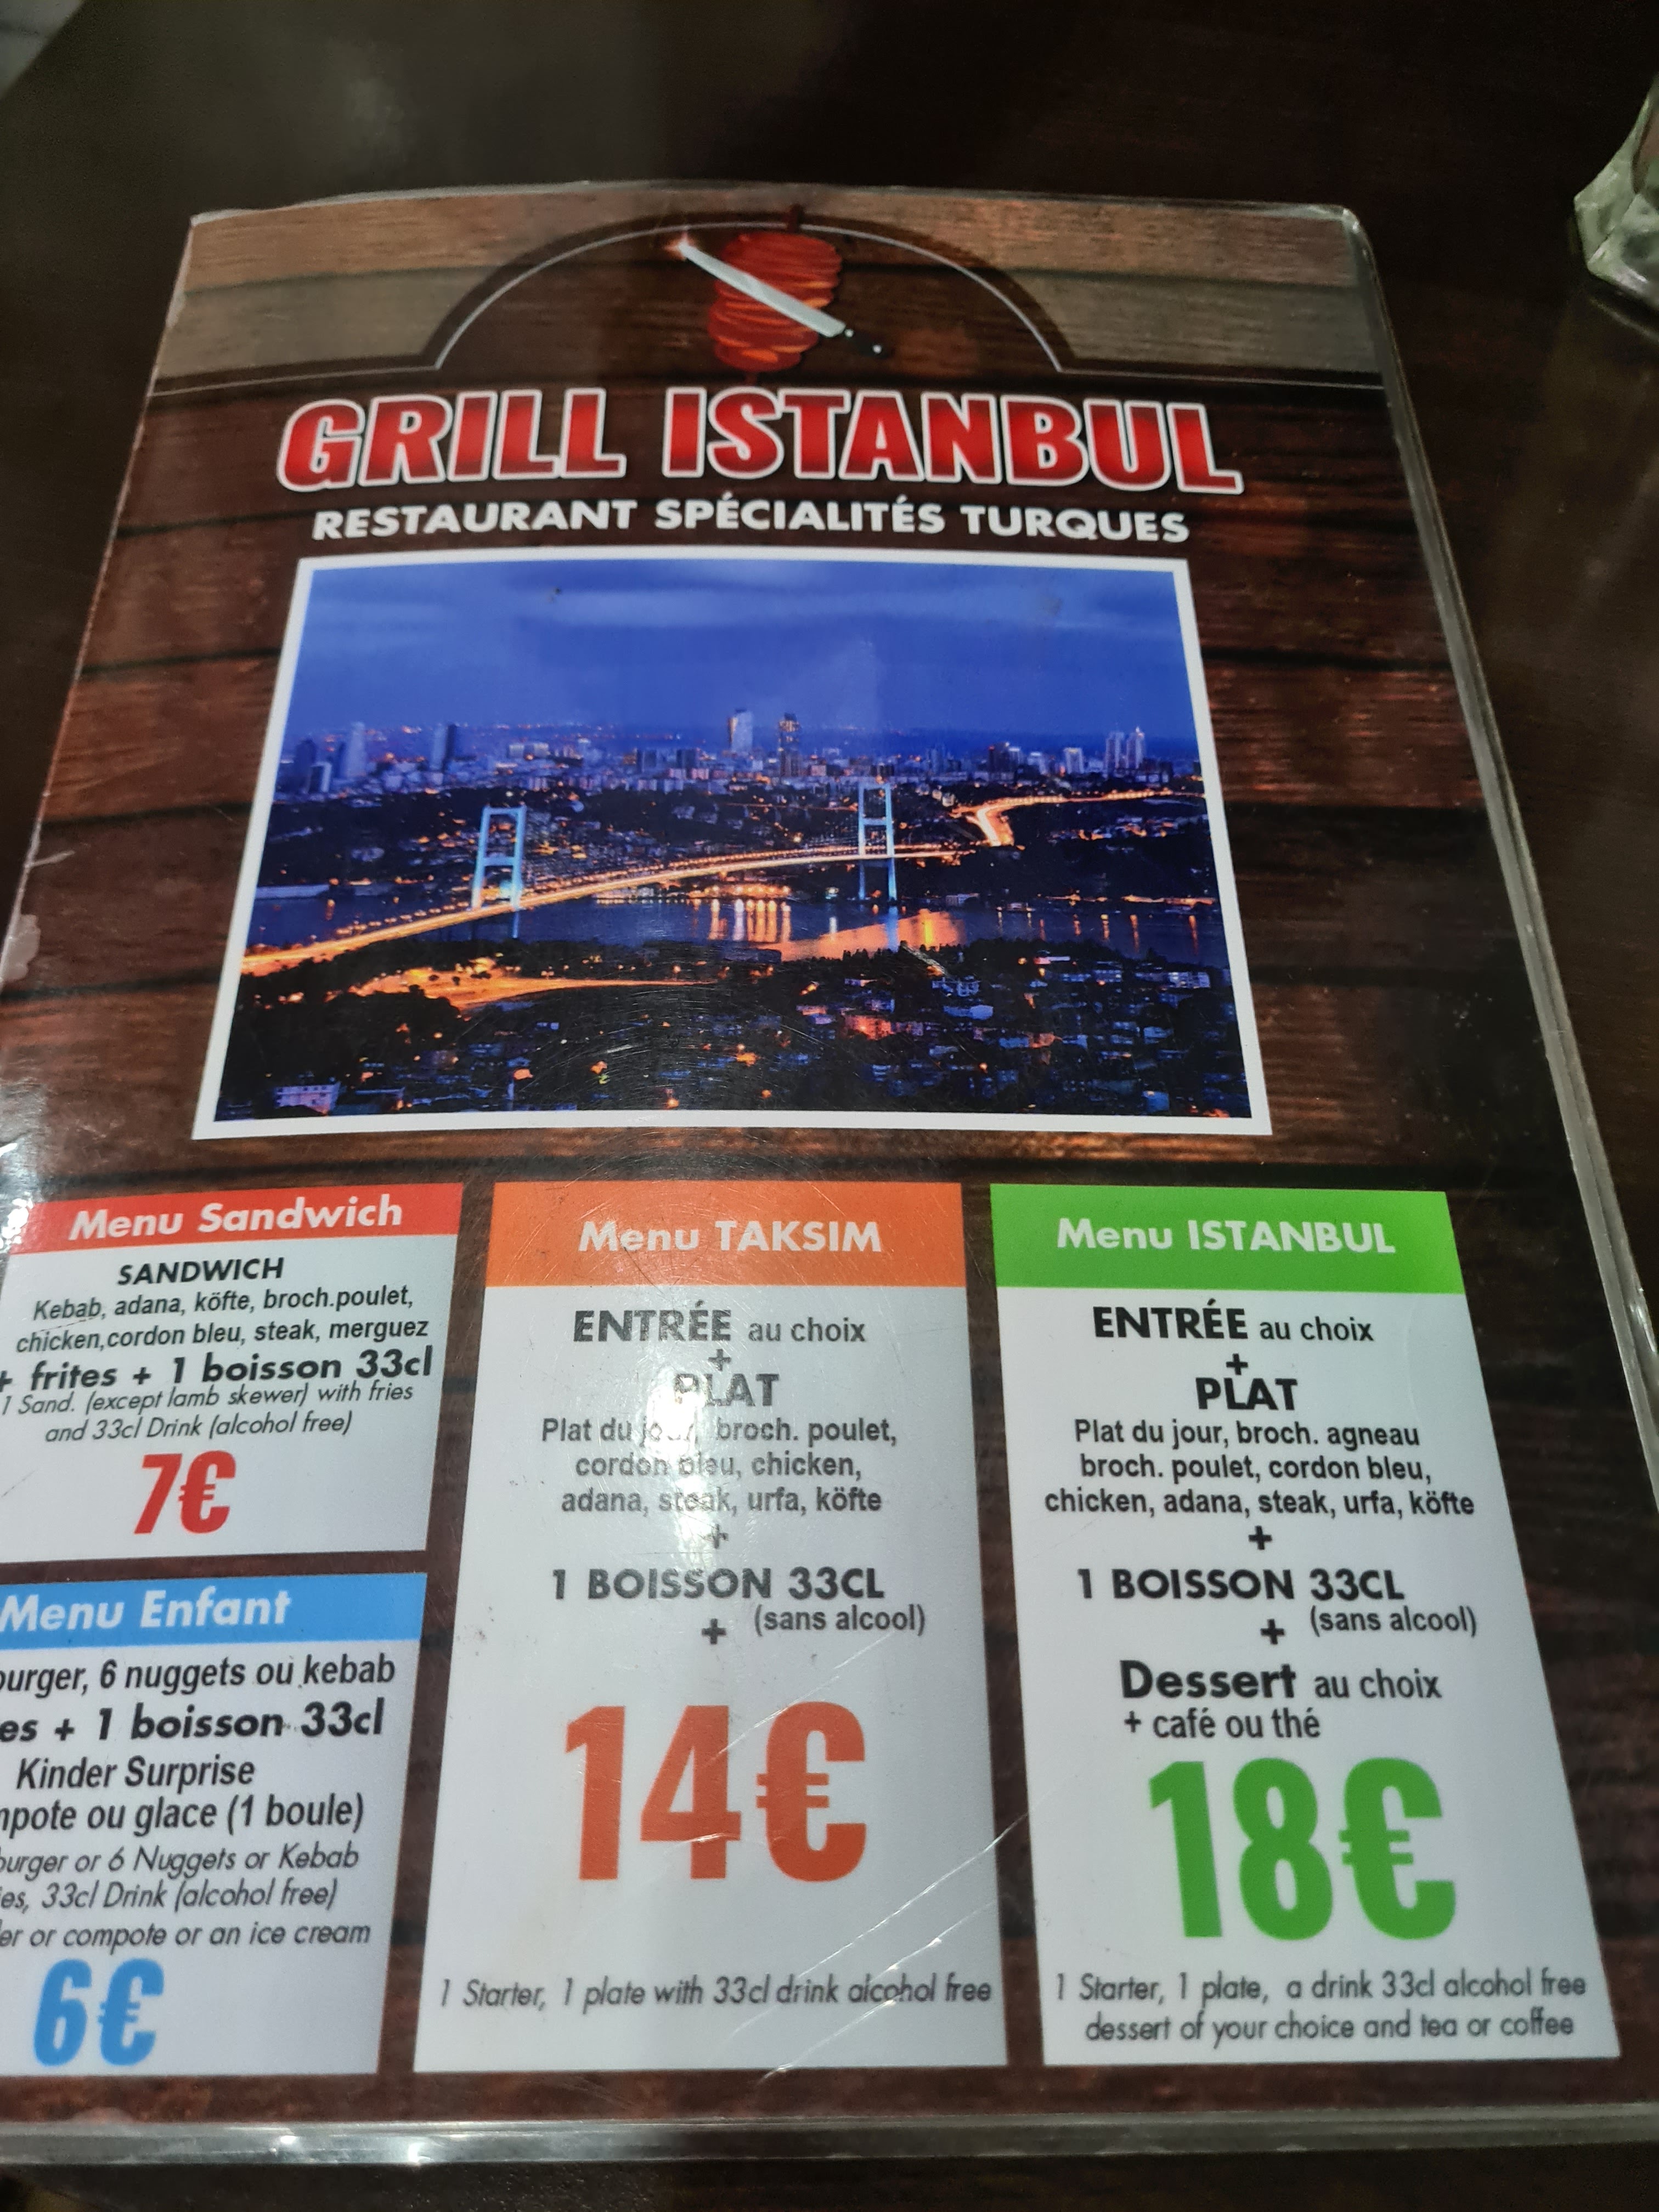 GRILL ISTANBUL
RESTAURANT SPÉCIALITÉS TURQUES
Menu Sandwich
SANDWICH
Kebab, adana, köfte, broch.poulet,
chicken,cordon bleu, steak, merguez
+ frites + 1 boisson 33cl
1 Sand. (except lamb skewer) with fries
and 33cl Drink (alcohol free)
7€
Menu Enfant
6 nuggets ou kebab
+ 1 boisson 33cl
Kinder Surprise
ou glace (1 boule)
or 6 Nuggets or Kebab
33cl Drink (alcohol free)
or compote or an ice cream
6€
Menu TAKSIM
ENTRÉE au choix
+
PLAT
Plat du jour, broch. poulet,
cordon bleu, chicken,
adana, steak, urfa, köfte
+
1 BOISSON 33CL
+ (sans alcool)
14€
1 Starter, 1 plate with 33cl drink alcohol free
Menu ISTANBUL
ENTRÉE au choix
+
PLAT
Plat du jour, broch. agneau
broch. poulet, cordon bleu,
chicken, adana, steak, urfa, köfte
+
1 BOISSON 33CL
+ (sans alcool)
Dessert au choix
+ café ou thé
18€
1 Starter, 1 plate, a drink 33cl alcohol free
dessert of your choice and tea or coffee